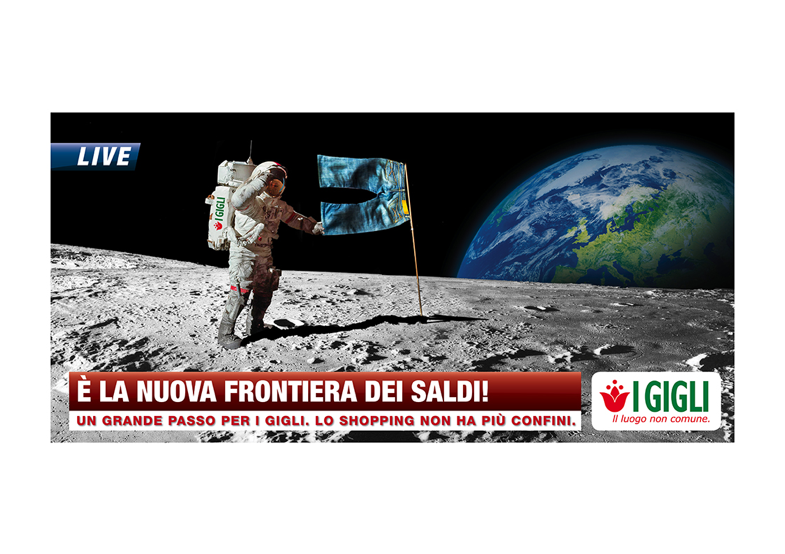 LIVE
I GIGLI
È LA NUOVA FRONTIERA DEI SALDI!
UN GRANDE PASSO PER I GIGLI. LO SHOPPING NON HA PIÙ CONFINI.
I GIGLI
Il luogo non comune.